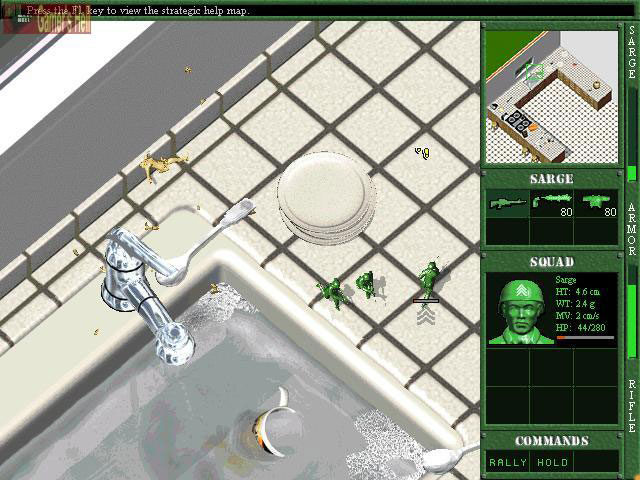 Press the F1 key to view the strategic help map.
Gamer's Hell
SARGE
SARGE
80
80
ARMOR
SQUAD
Sarge
HT: 4.6 cm
WT: 2.4 g
MV: 2 cm/s
HP: 44/280
RIFLE
COMMANDS
RALLY HOLD